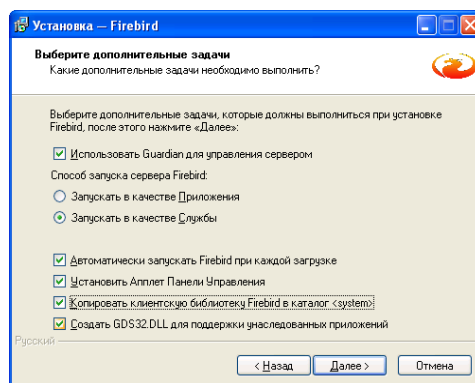 Установка — Firebird
Выберите дополнительные задачи
Какие дополнительные задачи необходимо выполнить?
Выберите дополнительные задачи, которые должны выполниться при установке
Firebird, после этого нажмите «Далее»:
Использовать Guardian для управления сервером
Способ запуска сервера Firebird:
Запускать в качестве Приложения
Запускать в качестве Службы
Автоматически запускать Firebird при каждой загрузке
Установить Апплет Панели Управления
Копировать клиентскую библиотеку Firebird в каталог <system>
Создать GDS32.DLL для поддержки унаследованных приложений
Русский
< Назад
Далее >
Отмена